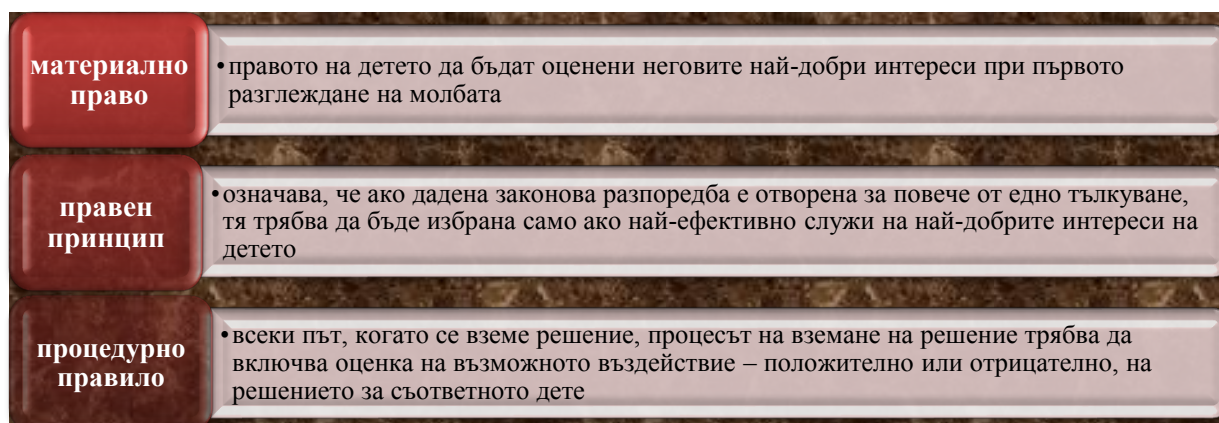 материално
право
•правото на детето да бъдат оценени неговите най-добри интереси при първото
разглеждане на молбата
правен
принцип
•означава, че ако дадена законова разпоредба е отворена за повече от едно тълкуване,
тя трябва да бъде избрана само ако най-ефективно служи на най-добрите интереси на
детето
процедурно
правило
•всеки път, когато се вземе решение, процесът на вземане на решение трябва да
включва оценка на възможното въздействие – положително или отрицателно, на
решението за съответното дете